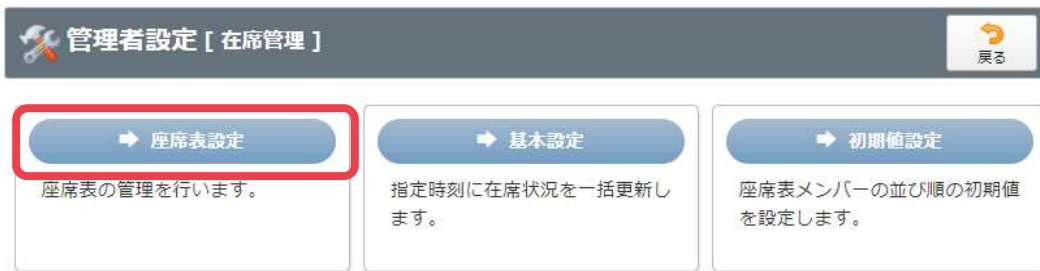 管理者設定 [ 在席管理 ]
戻る
座席表設定
座席表の管理を行います。
基本設定
指定時刻に在席状況を一括更新し
ます。
初期値設定
座席表メンバーの並び順の初期値
を設定します。